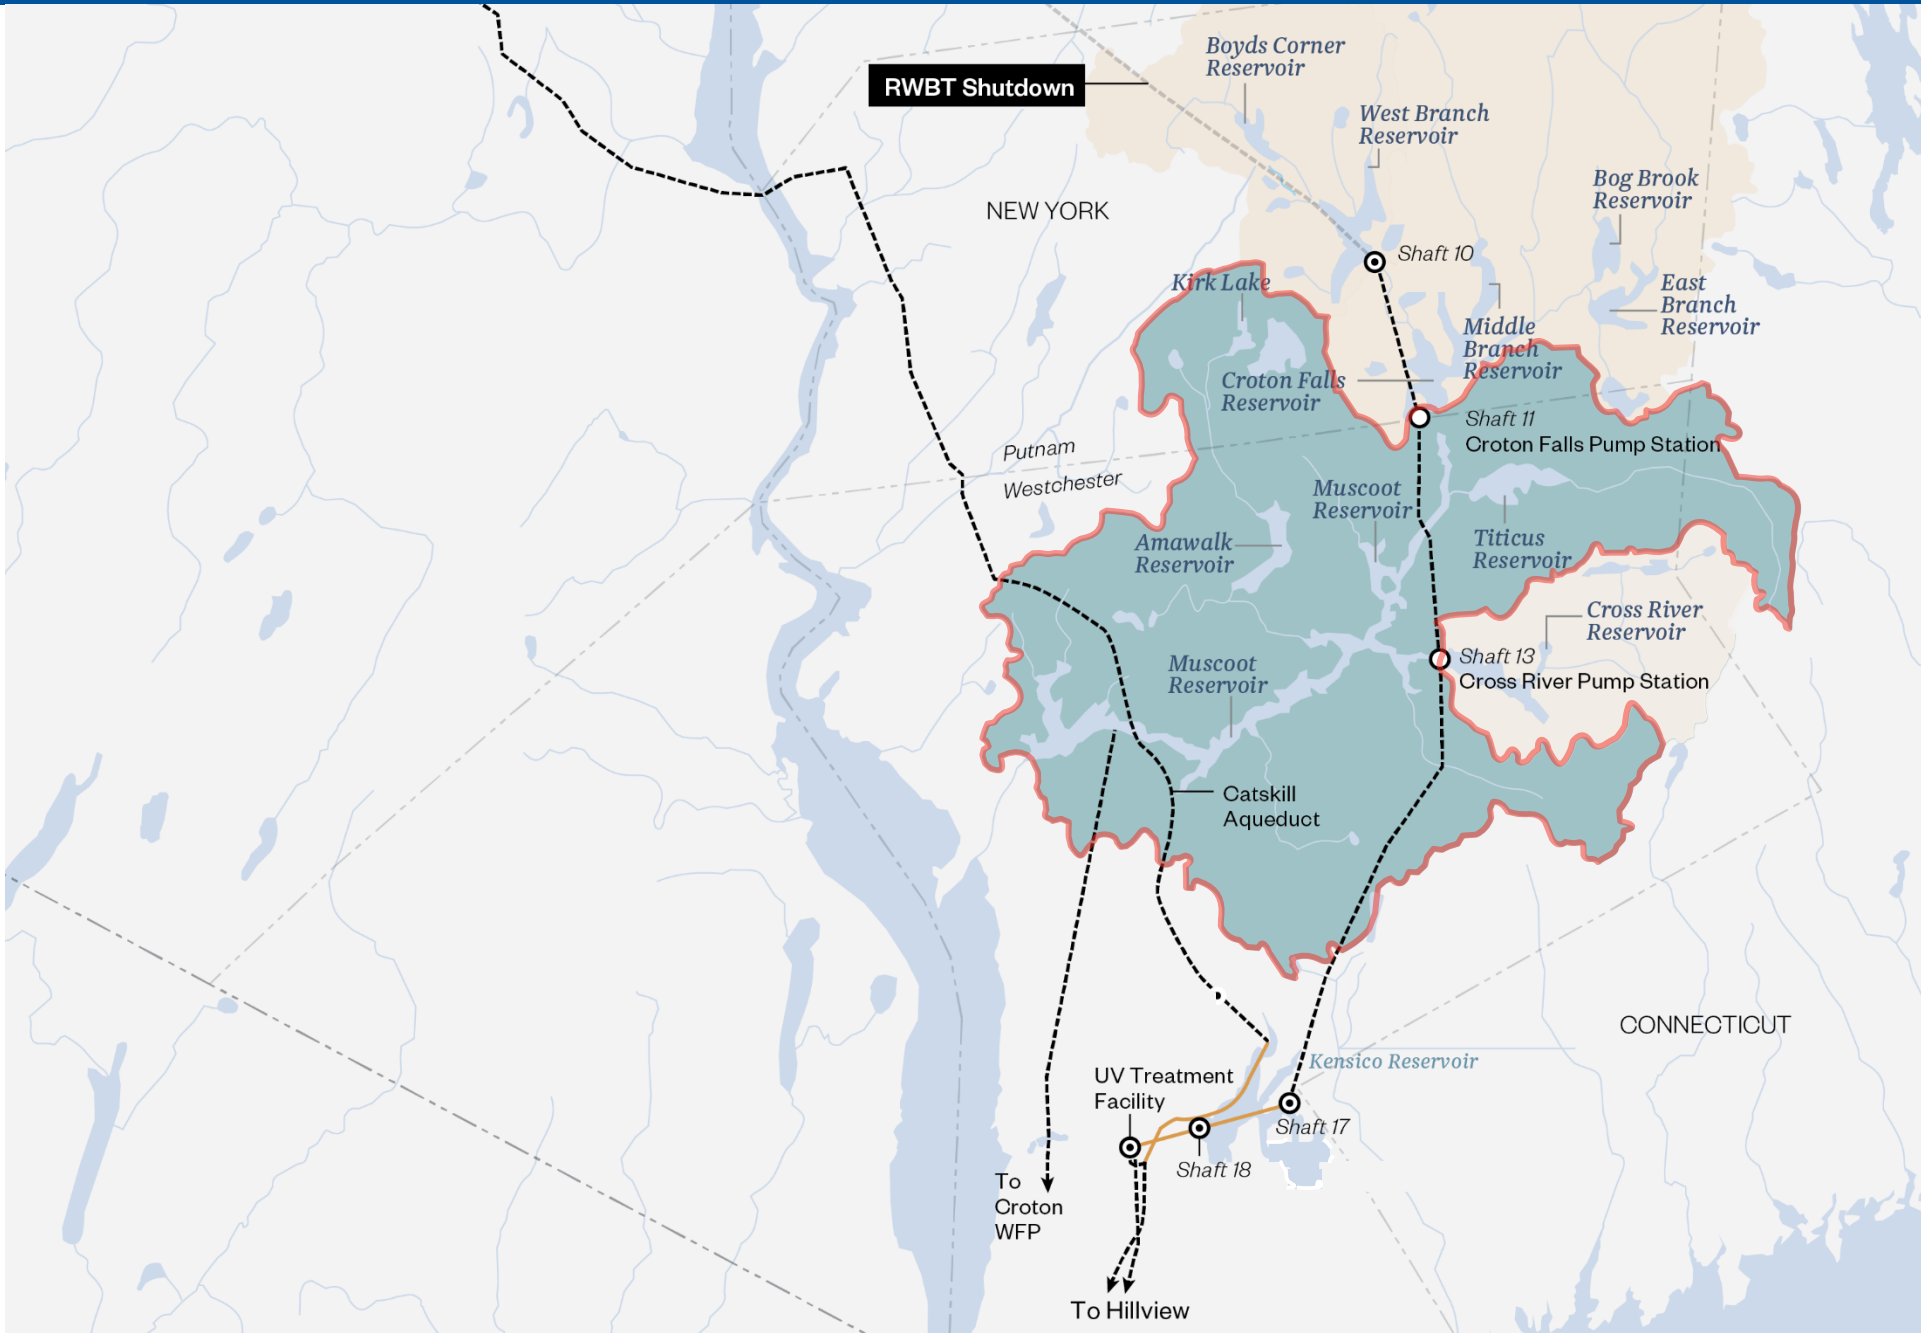 Boyds Corner
Reservoir
RWBT Shutdown
West Branch
Reservoir
Bog Brook
Reservoir
NEW YORK
Shaft 10
Kirk Lake
East
Branch
Reservoir
Middle
Branch
Reservoir
Croton Falls
Reservoir
Shaft 11
Croton Falls Pump Station
Putnam
Westchester
Muscoot
Reservoir
Amawalk
Reservoir
Titicus
Reservoir
Cross River
Reservoir
Shaft 13
Cross River Pump Station
Muscoot
Reservoir
Catskill
Aqueduct
CONNECTICUT
Kensico Reservoir
UV Treatment
Facility
Shaft 17
Shaft 18
To
Croton
WFP
To Hillview